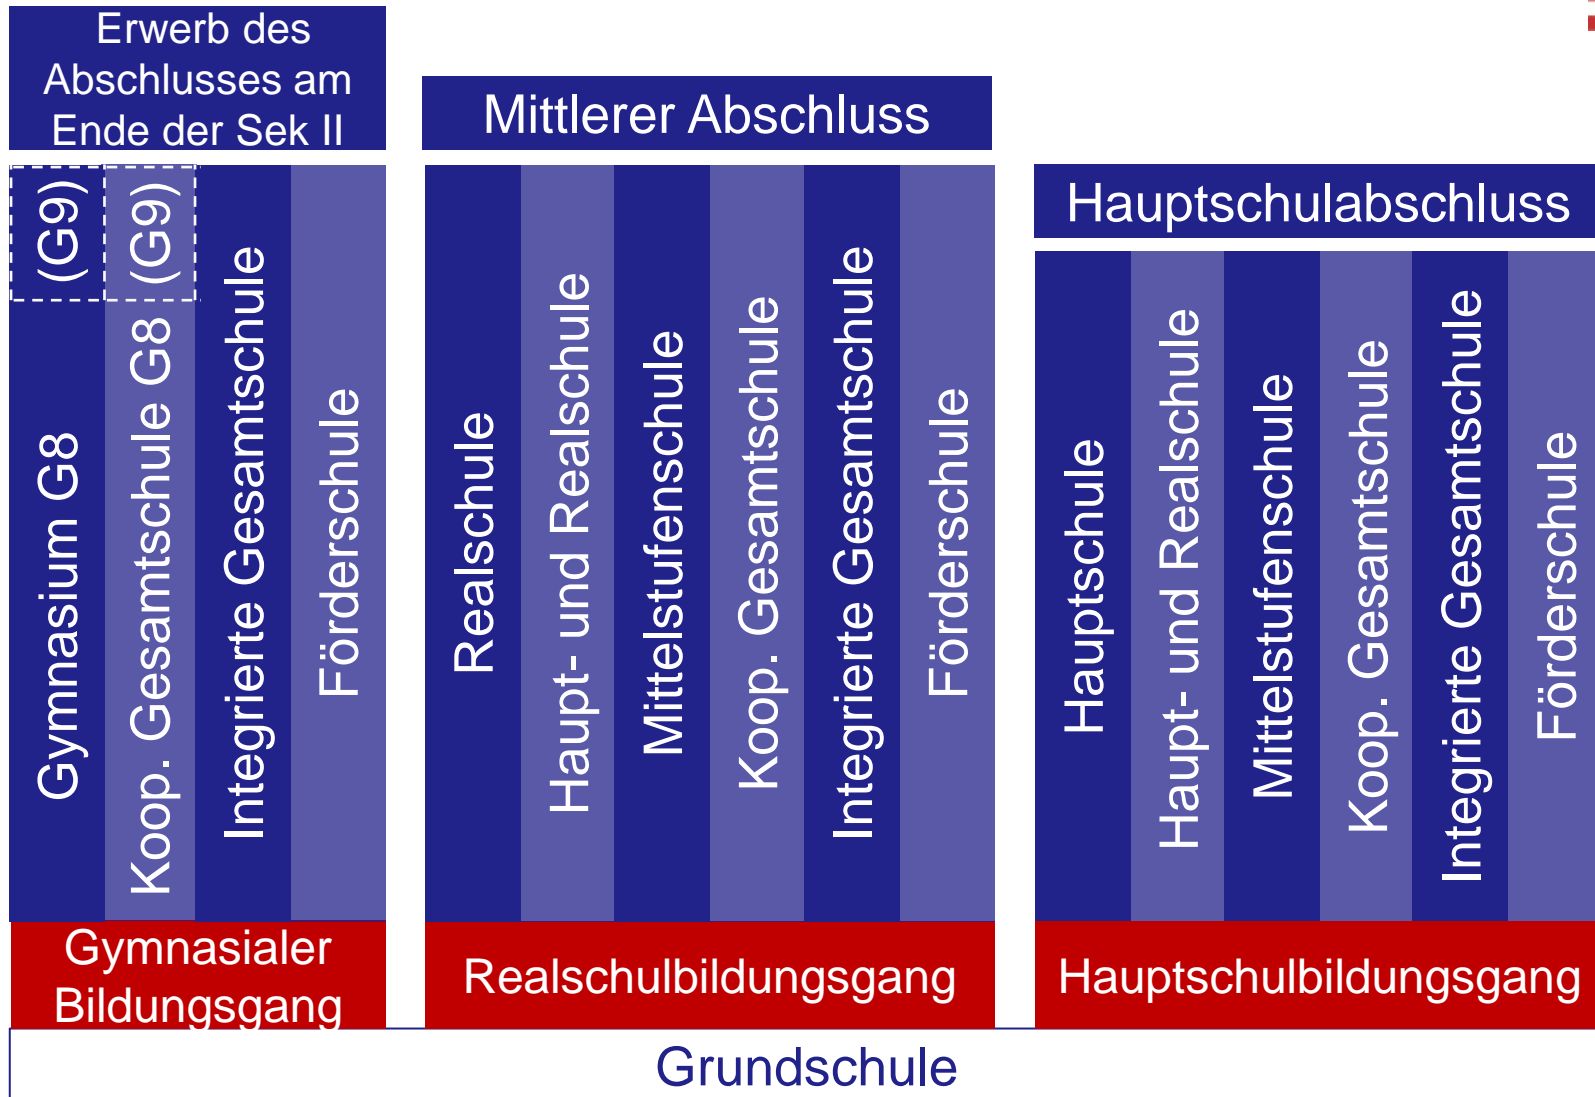 Erwerb des
Abschlusses am
Ende der Sek II
Mittlerer Abschluss
Hauptschulabschluss
Gymnasium G8 (G9)
Koop. Gesamtschule G8 (G9)
Integrierte Gesamtschule
Förderschule
Realschule
Haupt- und Realschule
Mittelstufenschule
Koop. Gesamtschule
Integrierte Gesamtschule
Förderschule
Hauptschule
Haupt- und Realschule
Mittelstufenschule
Koop. Gesamtschule
Integrierte Gesamtschule
Förderschule
Gymnasialer
Bildungsgang
Realschulbildungsgang
Hauptschulbildungsgang
Grundschule